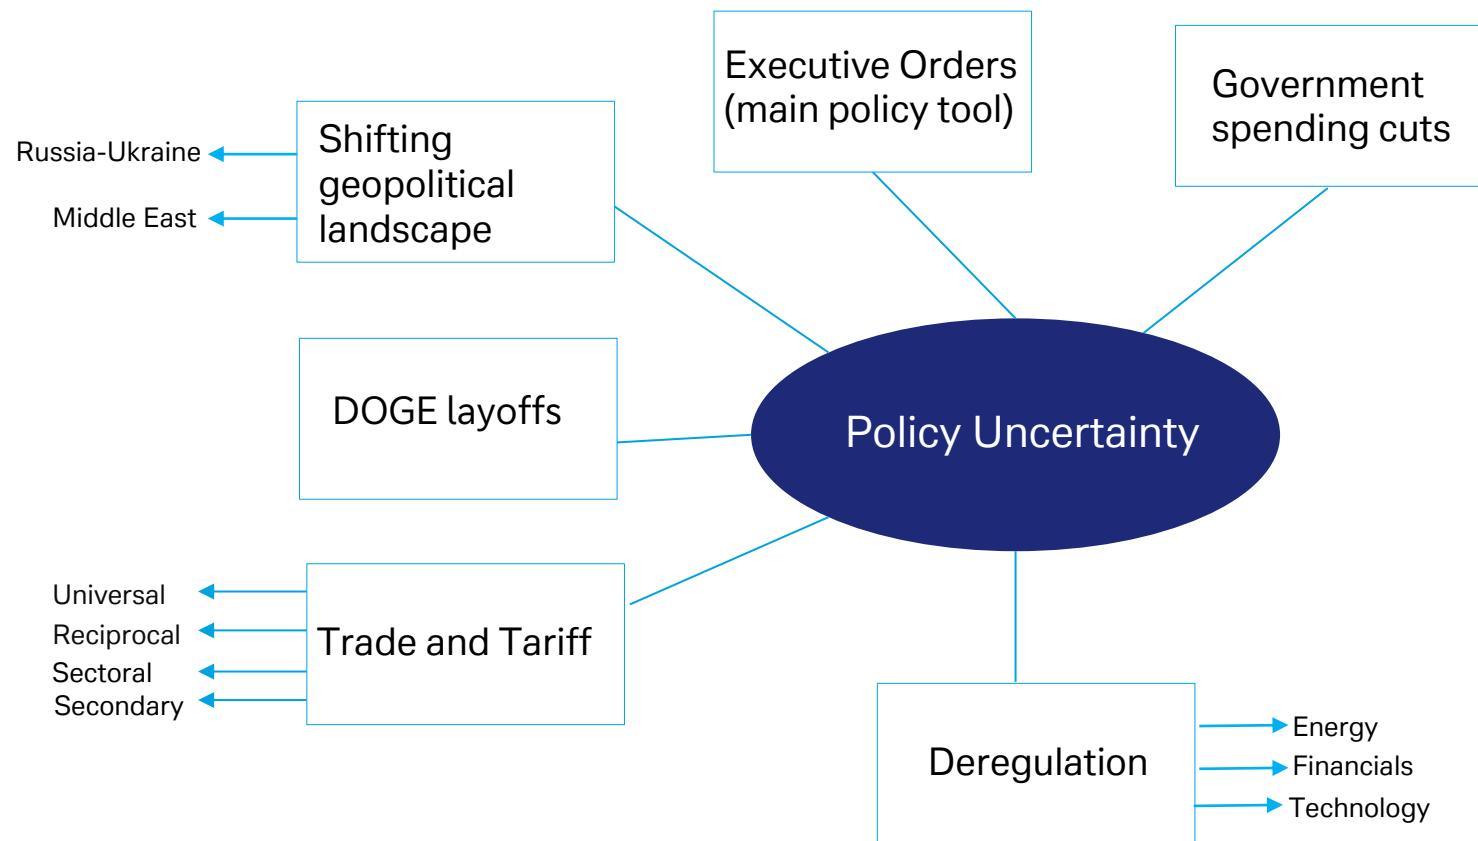 Executive Orders
(main policy tool)
Government
spending cuts
Shifting
geopolitical
landscape
Russia-Ukraine
Middle East
DOGE layoffs
Policy Uncertainty
Trade and Tariff
Universal
Reciprocal
Sectoral
Secondary
Deregulation
Energy
Financials
Technology